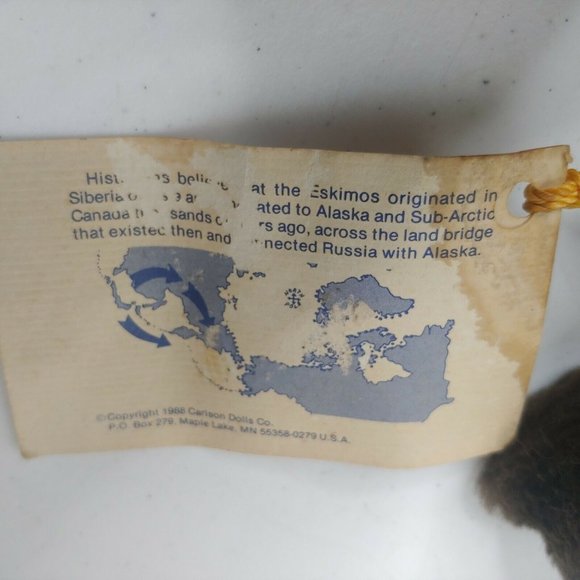 at the Eskimos originated in
Siberia ated to Alaska and Sub-Arctic
Canada sands ago, across the land bridge
that existed then and nected Russia with Alaska.
©Copyright 1988 Carlson Dolls Co.
P.O. Box 279, Maple Lake, MN 55358-0279 U.S.A.